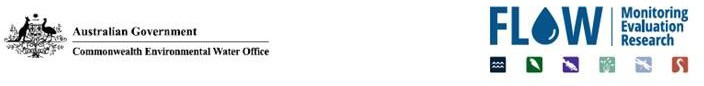 Australian Government
Commonwealth Environmental Water Office
FLOW
Monitoring
Evaluation
Research